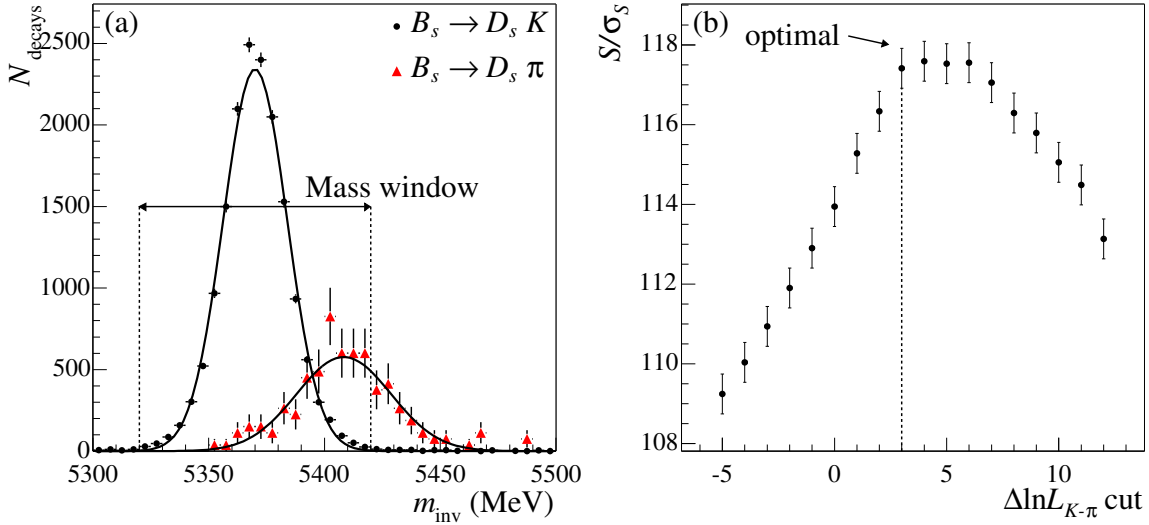 (a)
B_s → D_s K
B_s → D_s π
N_decays
2500
2000
1500
1000
500
0
Mass window
5300 5350 5400 5450 5500
m_inv (MeV)
(b)
optimal
S/σ_S
118
116
114
112
110
108
-5 0 5 10
ΔlnL_K-π cut